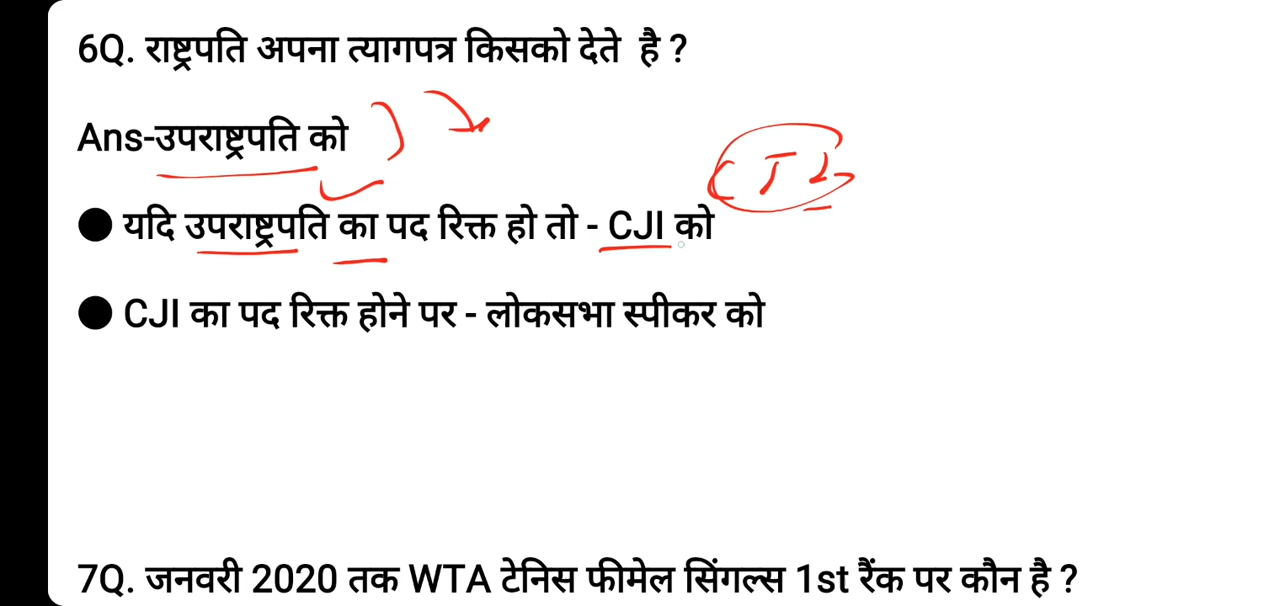 6Q. राष्ट्रपति अपना त्यागपत्र किसको देते है ?
Ans-उपराष्ट्रपति को
● यदि उपराष्ट्रपति का पद रिक्त हो तो - CJI को
● CJI का पद रिक्त होने पर - लोकसभा स्पीकर को
7Q. जनवरी 2020 तक WTA टेनिस फीमेल सिंगल्स 1st रैंक पर कौन है ?